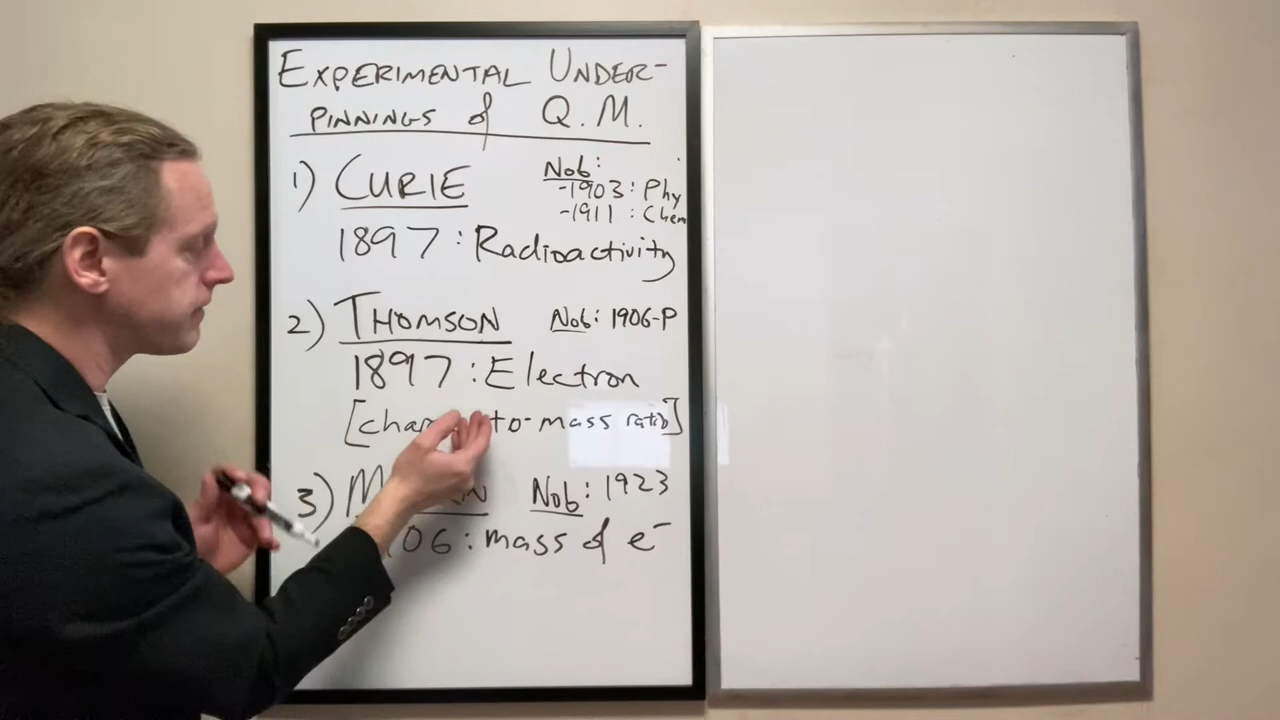 EXPERIMENTAL UNDER-
PINNINGS of Q.M.
1) CURIE Nob:
-1903: Phy
-1911: Chem
1897: Radioactivity
2) THOMSON Nob: 1906-P
1897: Electron
[char to-mass ratio]
3) Nob: 1923
06: mass of e⁻